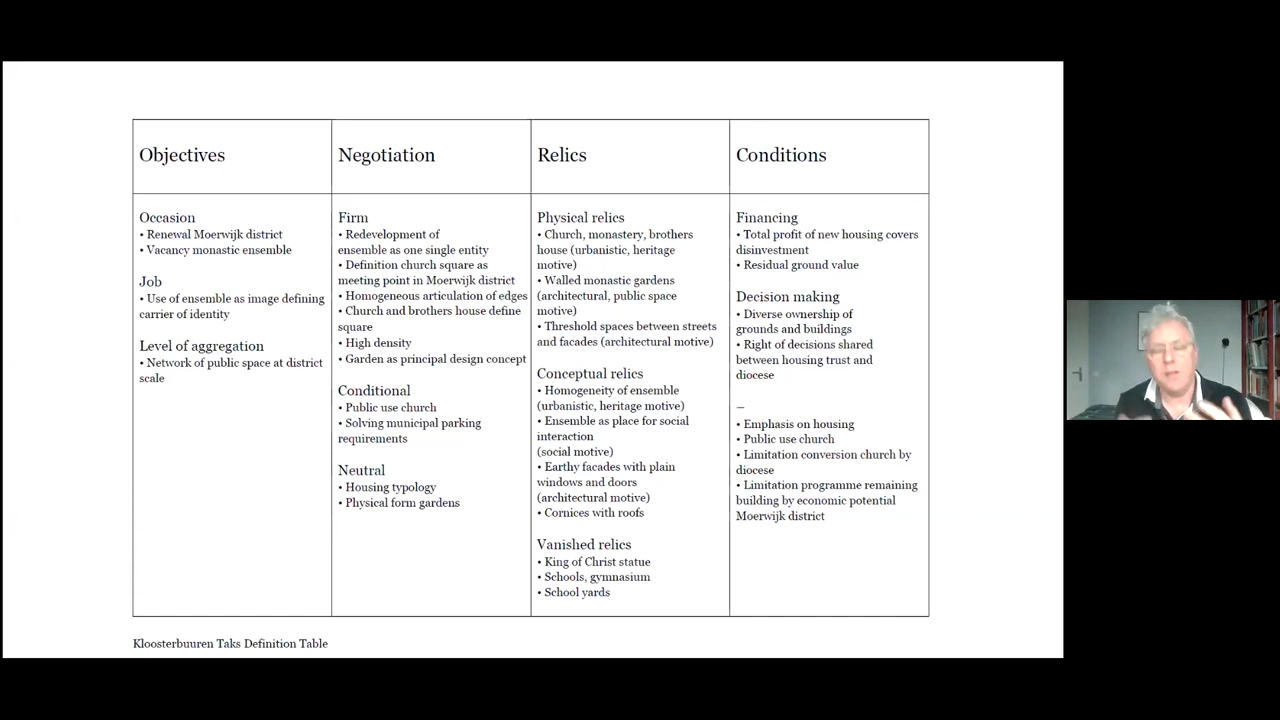 Objectives
Negotiation
Relics
Conditions
Occasion
• Renewal Moerwijk district
• Vacancy monastic ensemble
Job
• Use of ensemble as image defining
carrier of identity
Level of aggregation
• Network of public space at district
scale
Firm
• Redevelopment of
ensemble as one single entity
• Definition church square as
meeting point in Moerwijk district
• Homogeneous articulation of edges
• Church and brothers house define
square
• High density
• Garden as principal design concept
Conditional
• Public use church
• Solving municipal parking
requirements
Neutral
• Housing typology
• Physical form gardens
Physical relics
• Church, monastery, brothers
house (urbanistic, heritage
motive)
• Walled monastic gardens
(architectural, public space
motive)
• Threshold spaces between streets
and facades (architectural motive)
Conceptual relics
• Homogeneity of ensemble
(urbanistic, heritage motive)
• Ensemble as place for social
interaction
(social motive)
• Earthy facades with plain
windows and doors
(architectural motive)
• Cornices with roofs
Vanished relics
• King of Christ statue
• Schools, gymnasium
• School yards
Financing
• Total profit of new housing covers
disinvestment
• Residual ground value
Decision making
• Diverse ownership of
grounds and buildings
• Right of decisions shared
between housing trust and
diocese
–
• Emphasis on housing
• Public use church
• Limitation conversion church by
diocese
• Limitation programme remaining
building by economic potential
Moerwijk district
Kloosterbuuren Taks Definition Table